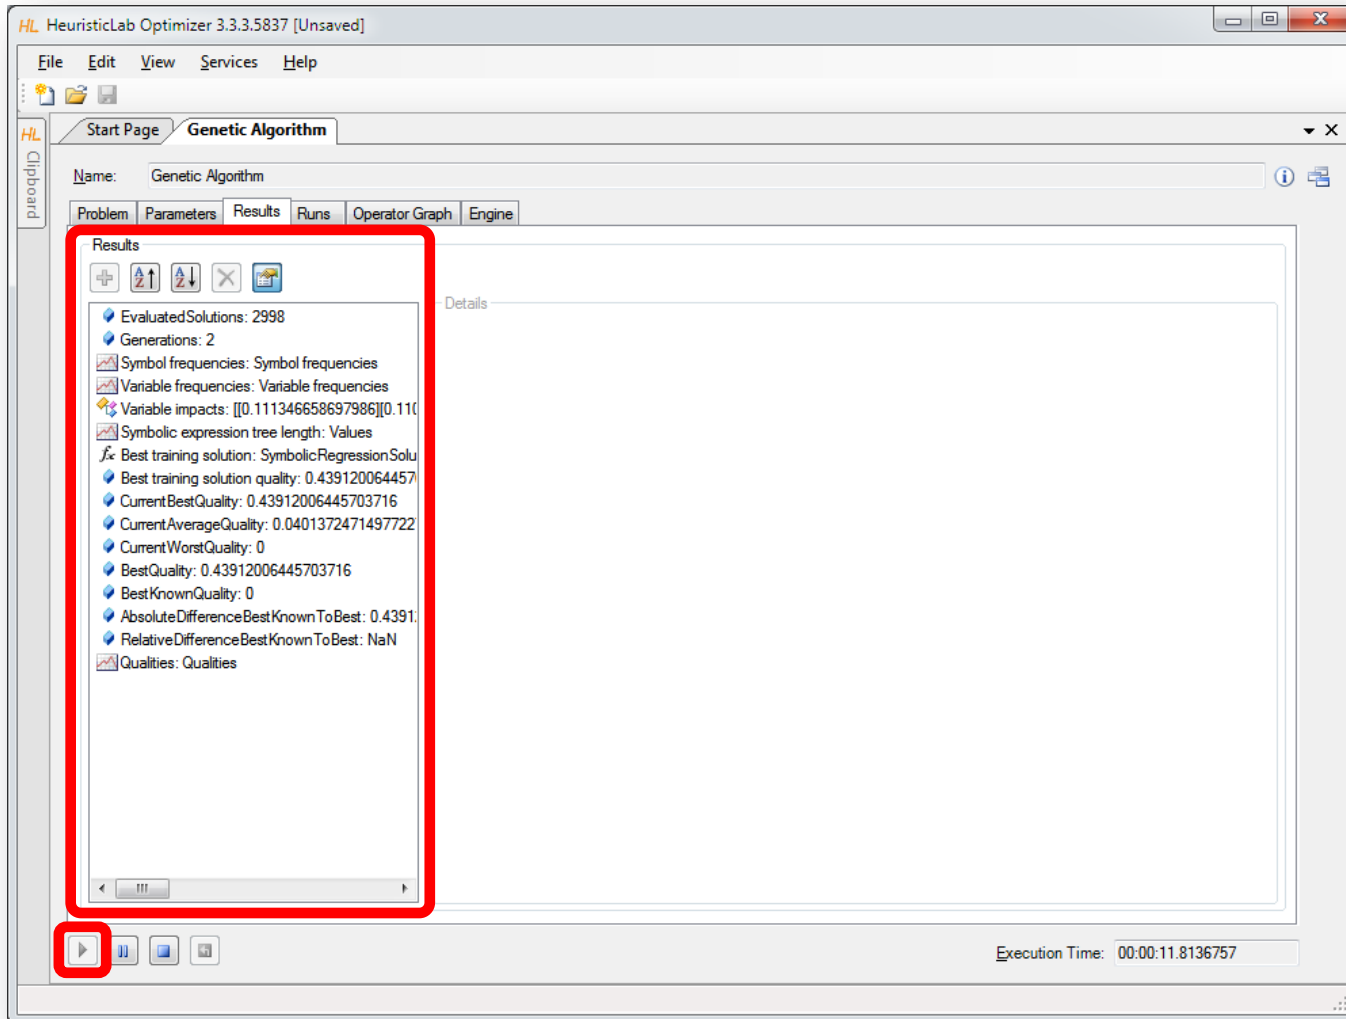 HL HeuristicLab Optimizer 3.3.3.5837 [Unsaved]
File Edit View Services Help
HL Clipboard
Start Page Genetic Algorithm
Name: Genetic Algorithm
Problem Parameters Results Runs Operator Graph Engine
Results
Details
EvaluatedSolutions: 2998
Generations: 2
Symbol frequencies: Symbol frequencies
Variable frequencies: Variable frequencies
Variable impacts: [[0.111346658697986][0.110
Symbolic expression tree length: Values
Best training solution: SymbolicRegressionSolu
Best training solution quality: 0.4391200644570
CurrentBestQuality: 0.43912006445703716
CurrentAverageQuality: 0.0401372471497722
CurrentWorstQuality: 0
BestQuality: 0.43912006445703716
BestKnownQuality: 0
AbsoluteDifferenceBestKnownToBest: 0.4391
RelativeDifferenceBestKnownToBest: NaN
Qualities: Qualities
Execution Time: 00:00:11.8136757